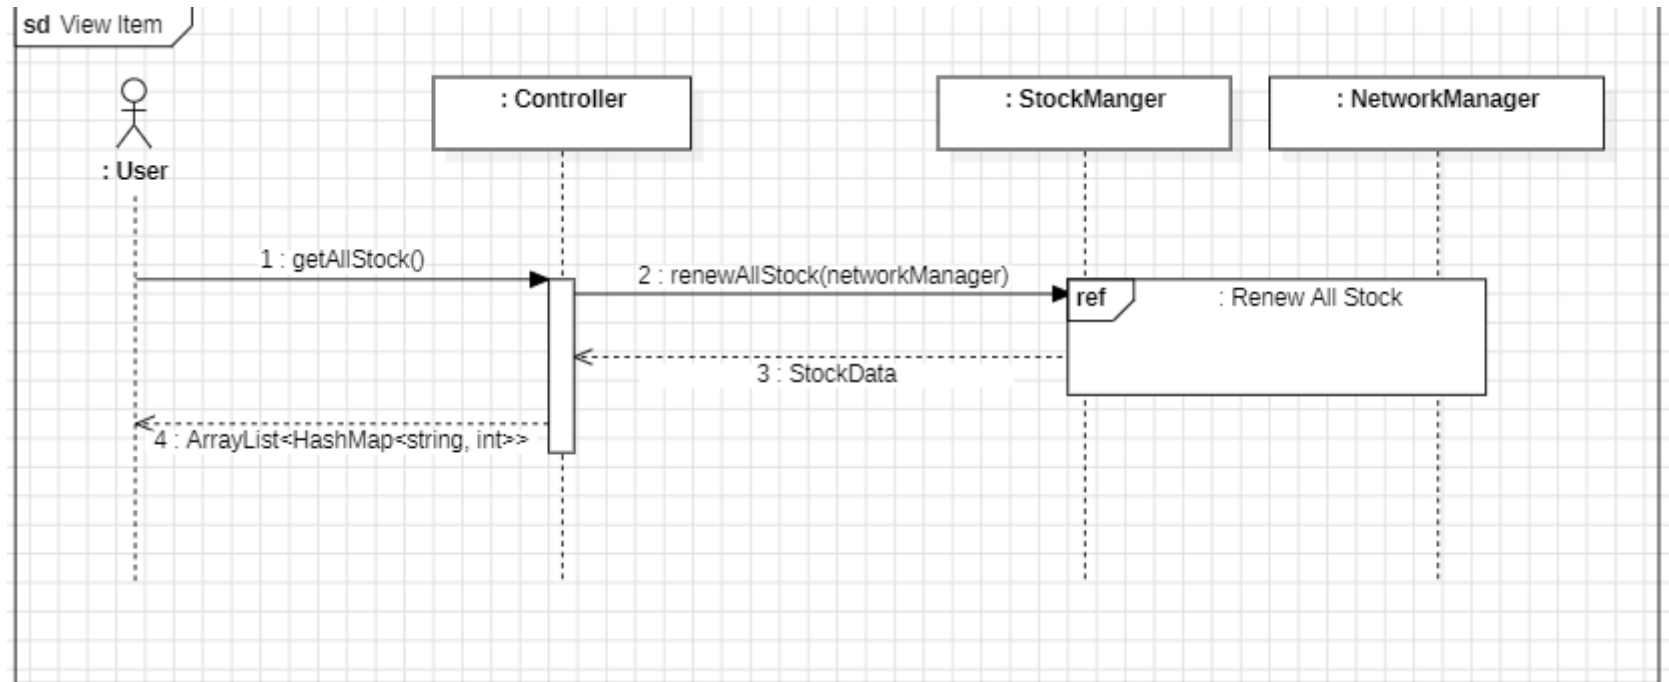 sd View Item
: User
: Controller
: StockManger
: NetworkManager
1 : getAllStock()
2 : renewAllStock(networkManager)
ref
: Renew All Stock
3 : StockData
4 : ArrayList<HashMap<string, int>>